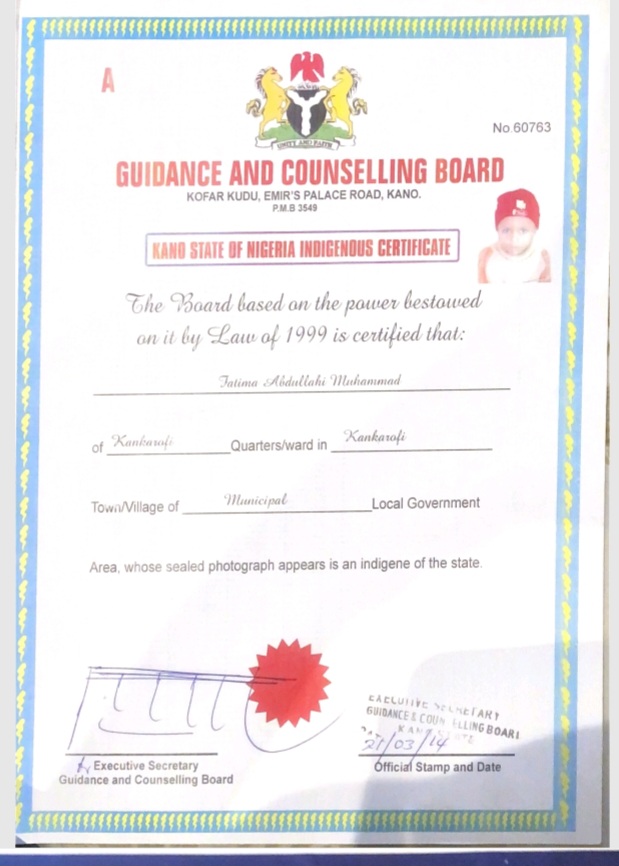 A
UNITY AND FAITH
No.60763
GUIDANCE AND COUNSELLING BOARD
KOFAR KUDU, EMIR'S PALACE ROAD, KANO.
P.M.B 3549
KANO STATE OF NIGERIA INDIGENOUS CERTIFICATE
The Board based on the power bestowed
on it by Law of 1999 is certified that:
Fatima Abdullahi Muhammad
of Kankarofi Quarters/ward in Kankarofi
Town/Village of Municipal Local Government
Area, whose sealed photograph appears is an indigene of the state.
EXECUTIVE SECRETARY
GUIDANCE & COUNSELLING BOARD
KANO STATE
21/03/14
Executive Secretary
Guidance and Counselling Board
Official Stamp and Date